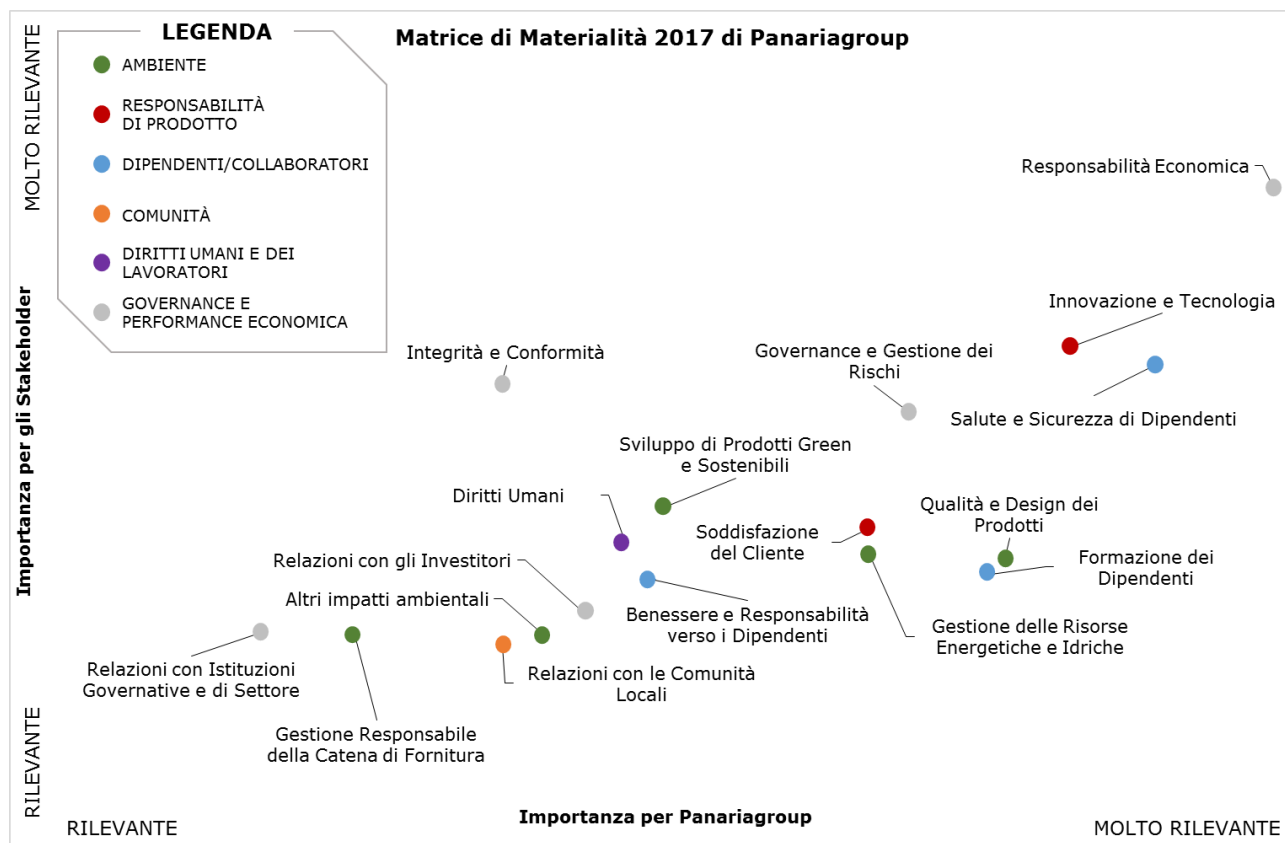 Matrice di Materialità 2017 di Panariagroup
LEGENDA
AMBIENTE
RESPONSABILITÀ
DI PRODOTTO
DIPENDENTI/COLLABORATORI
COMUNITÀ
DIRITTI UMANI E DEI
LAVORATORI
GOVERNANCE E
PERFORMANCE ECONOMICA
MOLTO RILEVANTE
Importanza per gli Stakeholder
RILEVANTE
Responsabilità Economica
Innovazione e Tecnologia
Integrità e Conformità
Governance e Gestione dei
Rischi
Salute e Sicurezza di Dipendenti
Sviluppo di Prodotti Green
e Sostenibili
Diritti Umani
Qualità e Design dei
Prodotti
Soddisfazione
del Cliente
Relazioni con gli Investitori
Formazione dei
Dipendenti
Altri impatti ambientali
Benessere e Responsabilità
verso i Dipendenti
Gestione delle Risorse
Energetiche e Idriche
Relazioni con Istituzioni
Governative e di Settore
Relazioni con le Comunità
Locali
Gestione Responsabile
della Catena di Fornitura
RILEVANTE
Importanza per Panariagroup
MOLTO RILEVANTE